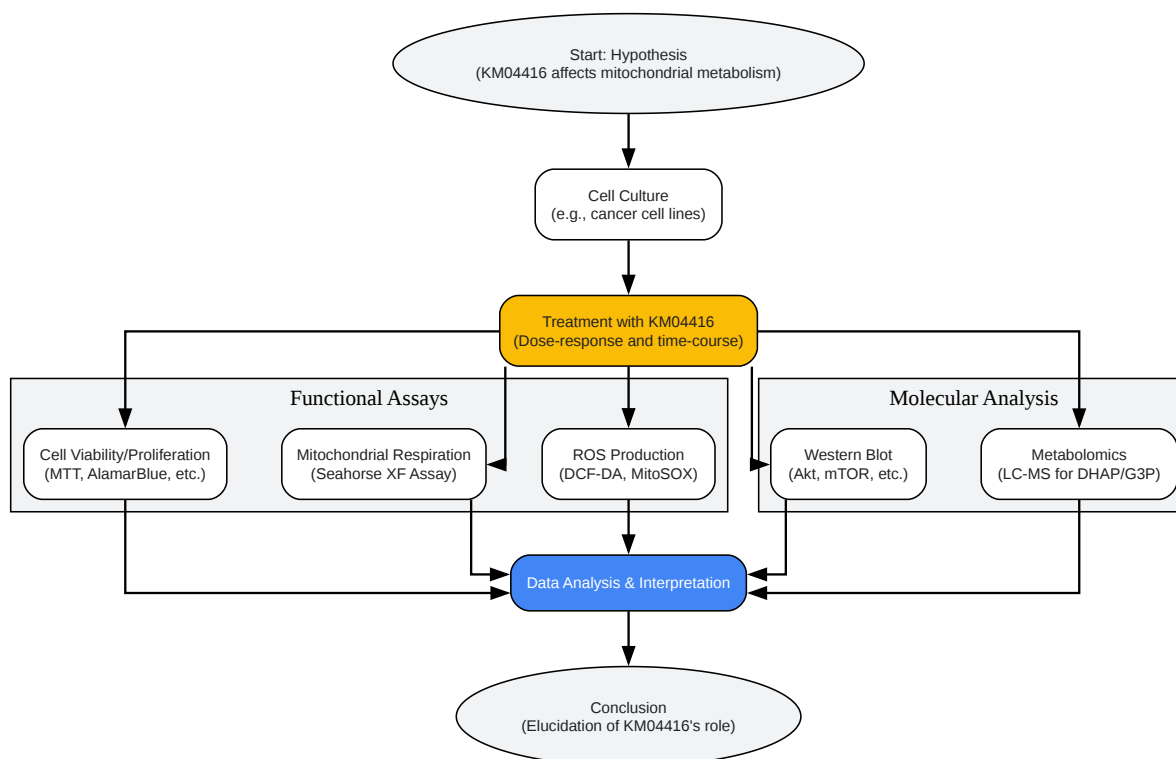 Start: Hypothesis
(KM04416 affects mitochondrial metabolism)
Cell Culture
(e.g., cancer cell lines)
Treatment with KM04416
(Dose-response and time-course)
Functional Assays
Molecular Analysis
Cell Viability/Proliferation
(MTT, AlamarBlue, etc.)
Mitochondrial Respiration
(Seahorse XF Assay)
ROS Production
(DCF-DA, MitoSOX)
Western Blot
(Akt, mTOR, etc.)
Metabolomics
(LC-MS for DHAP/G3P)
Data Analysis & Interpretation
Conclusion
(Elucidation of KM04416's role)